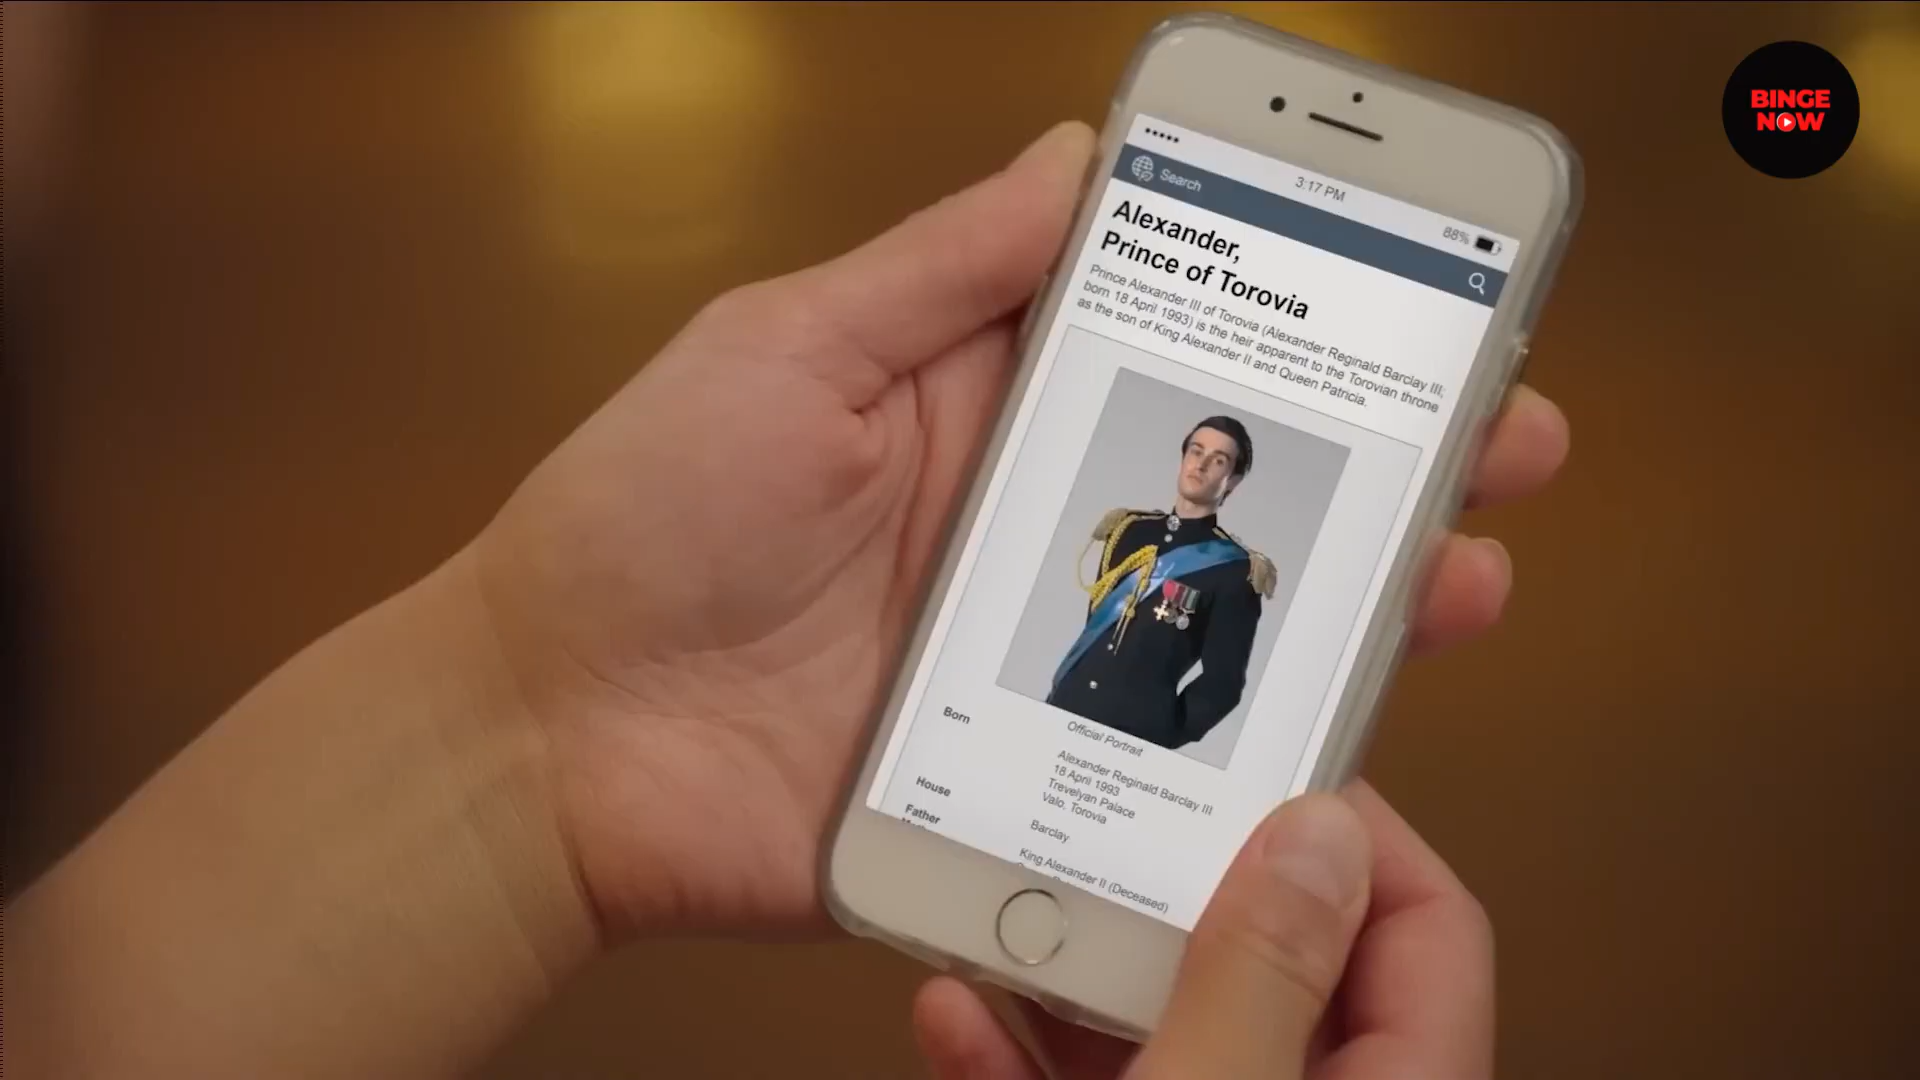 BINGE
NOW
3:17 PM
88%
Search
Alexander,
Prince of Torovia
Prince Alexander III of Torovia (Alexander Reginald Barclay III;
born 18 April 1993) is the heir apparent to the Torovian throne
as the son of King Alexander II and Queen Patricia.
Official Portrait
Born
Alexander Reginald Barclay III
18 April 1993
Trevelyan Palace
Valo, Torovia
House
Barclay
Father
King Alexander II (Deceased)